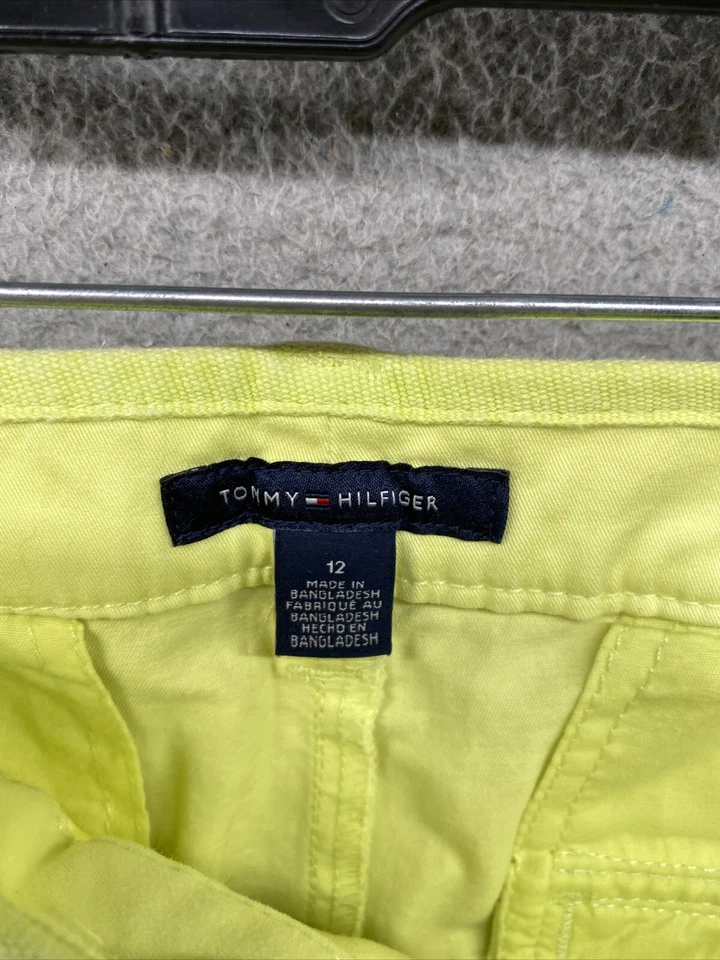 TOMMY HILFIGER
12
MADE IN
BANGLADESH
FABRIQUÉ AU
BANGLADESH
HECHO EN
BANGLADESH